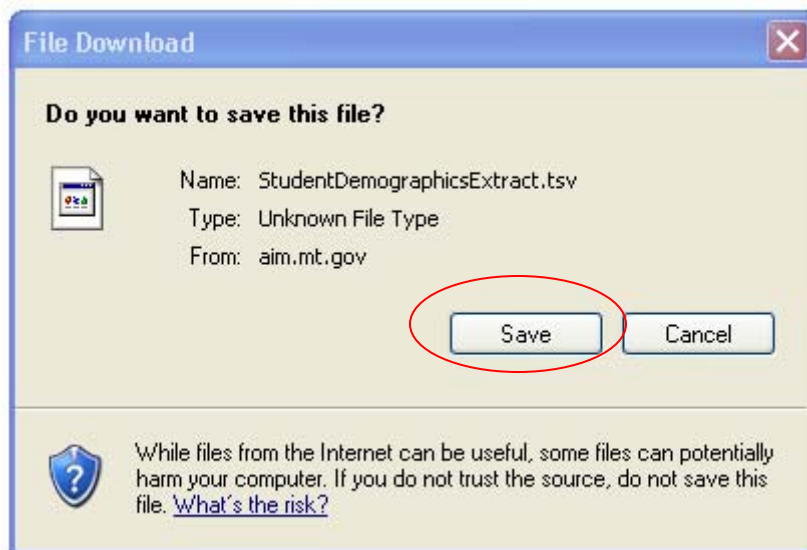 File Download
Do you want to save this file?
Name: StudentDemographicsExtract.tsv
Type: Unknown File Type
From: aim.mt.gov
Save Cancel
While files from the Internet can be useful, some files can potentially
harm your computer. If you do not trust the source, do not save this
file. What's the risk?